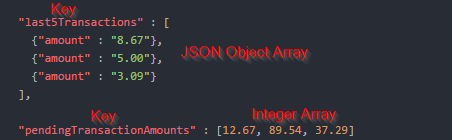 Key
"last5Transactions" : [
{"amount" : "8.67"},
{"amount" : "5.00"}, JSON Object Array
{"amount" : "3.09"}
],
Key Integer Array
"pendingTransactionAmounts" : [12.67, 89.54, 37.29]